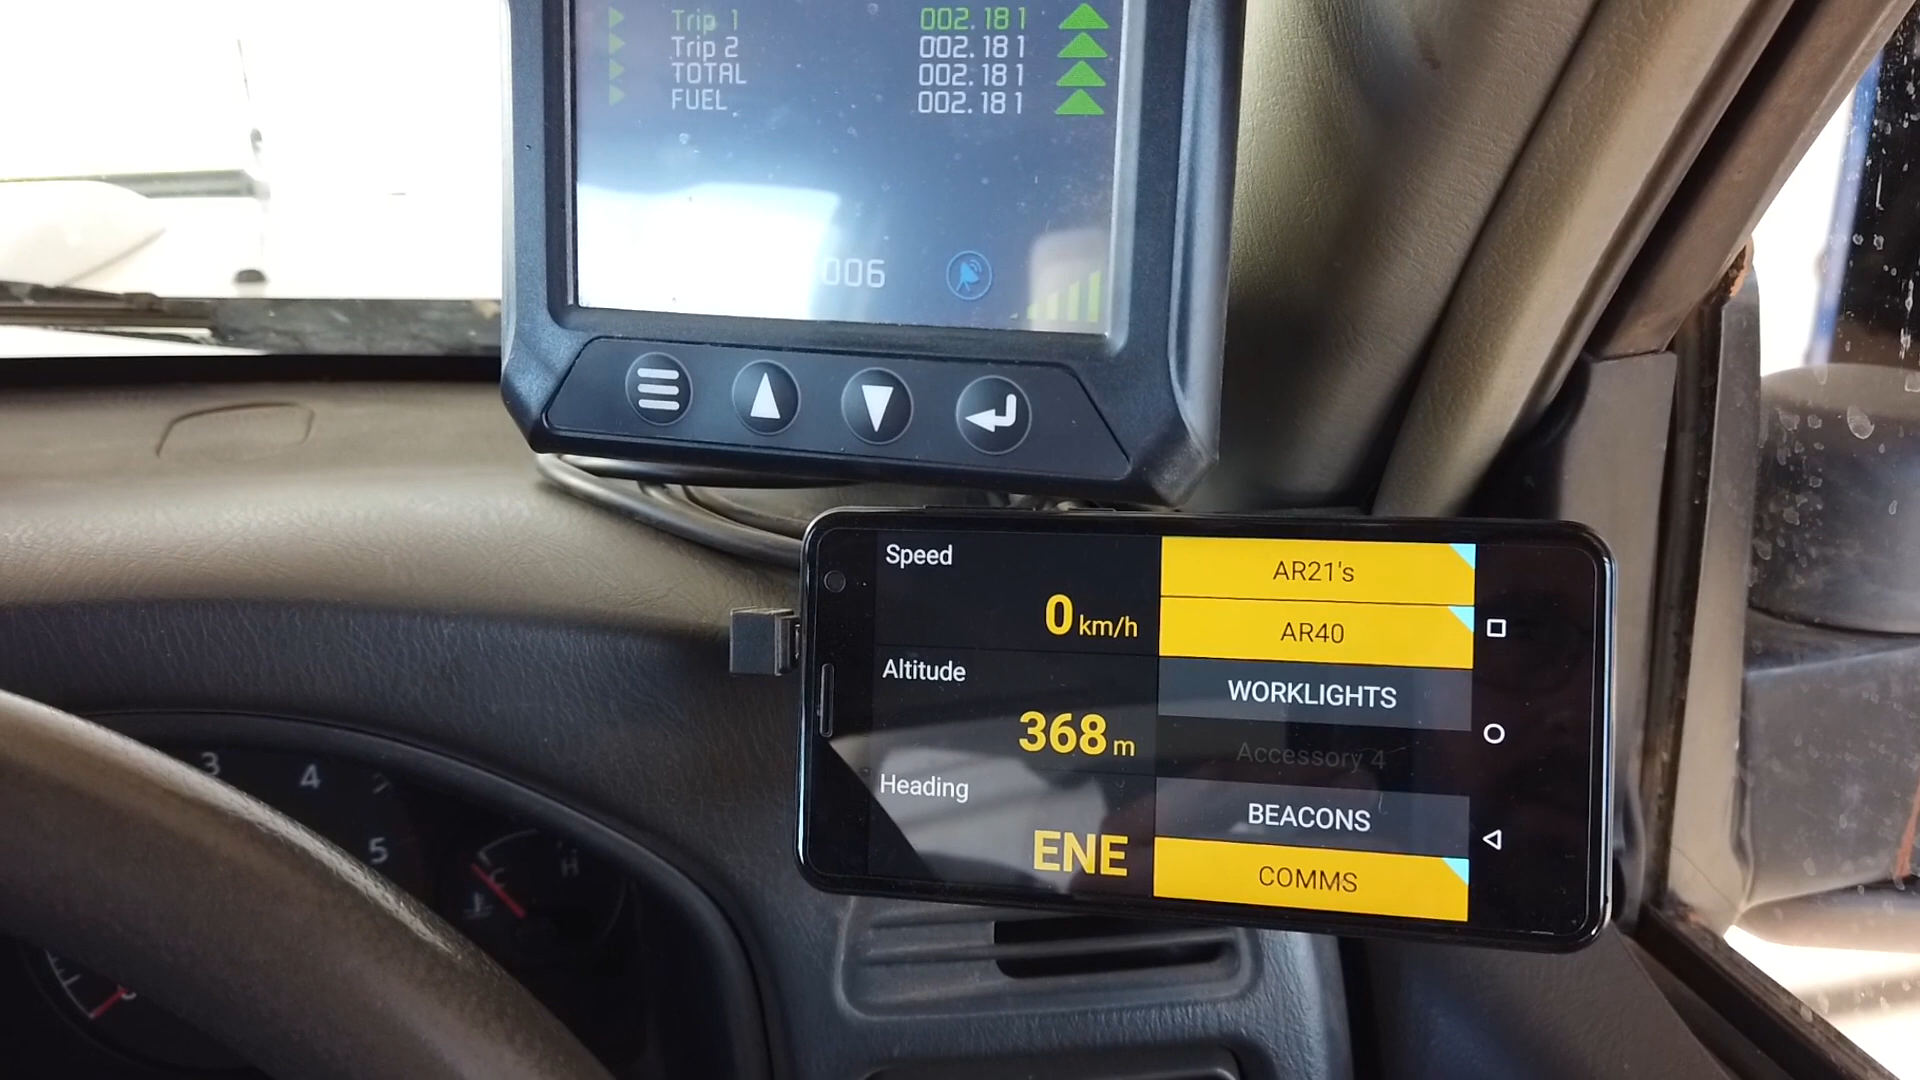 Trip 1 002.181
Trip 2 002.181
TOTAL 002.181
FUEL 002.181
006
Speed
0 km/h
Altitude
368 m
Heading
ENE
AR21's
AR40
WORKLIGHTS
Accessory 4
BEACONS
COMMS
3
4
5
7
H
C